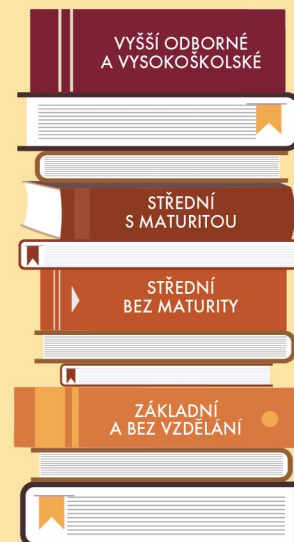 VYŠŠÍ ODBORNÉ
A VYSOKOŠKOLSKÉ
STŘEDNÍ
S MATURITOU
STŘEDNÍ
BEZ MATURITY
ZÁKLADNÍ
A BEZ VZDĚLÁNÍ